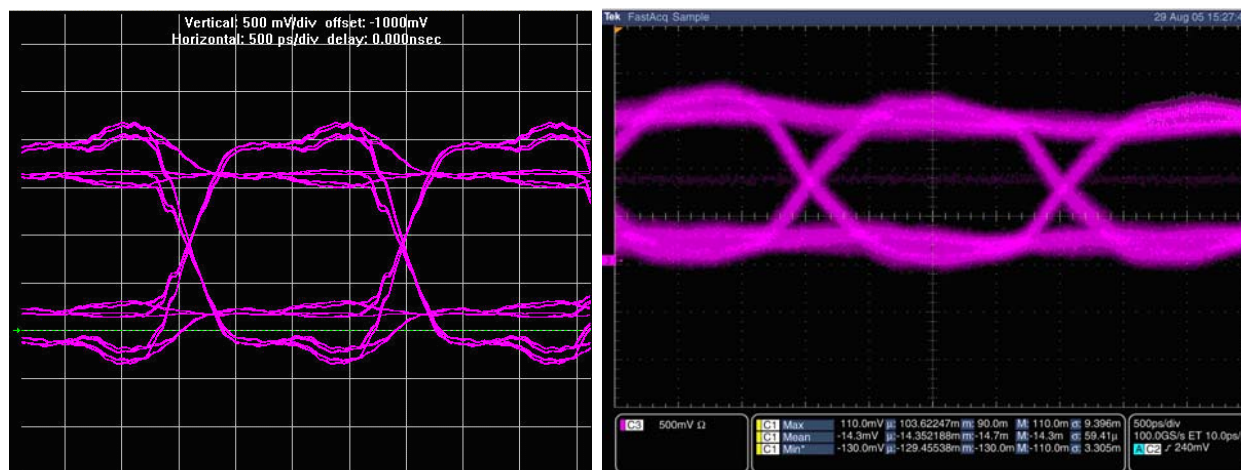 Vertical: 500 mV/div offset: -1000mV
Horizontal: 500 ps/div delay: 0.000nsec
Tek FastAcq Sample
29 Aug 05 15:27:4
C3 500mV Ω
C1 Max 110.0mV µ: 103.62247m m: 90.0m M: 110.0m σ: 9.396m
C1 Mean -14.3mV µ: -14.352188m m: -14.7m M: -14.3m σ: 59.41µ
C1 Min* -130.0mV µ: -129.45538m m: -130.0m M: -110.0m σ: 3.305m
500ps/div
100.0GS/s ET 10.0ps/
A C2 240mV